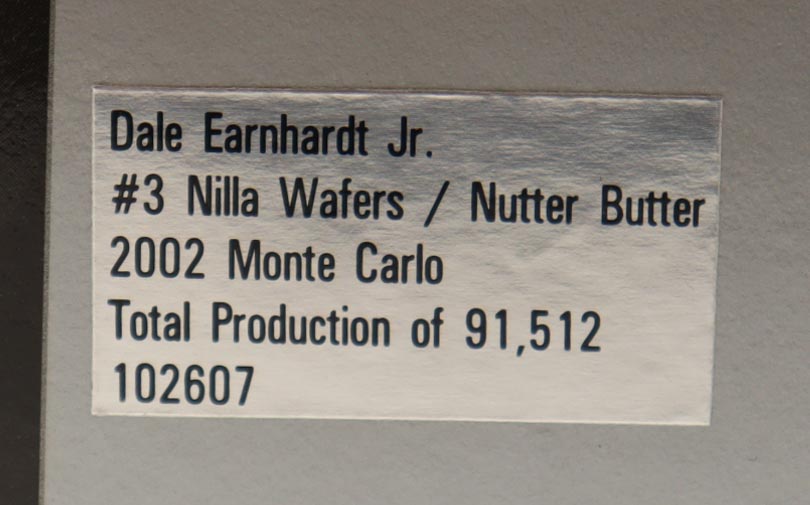 Dale Earnhardt Jr.
#3 Nilla Wafers / Nutter Butter
2002 Monte Carlo
Total Production of 91,512
102607